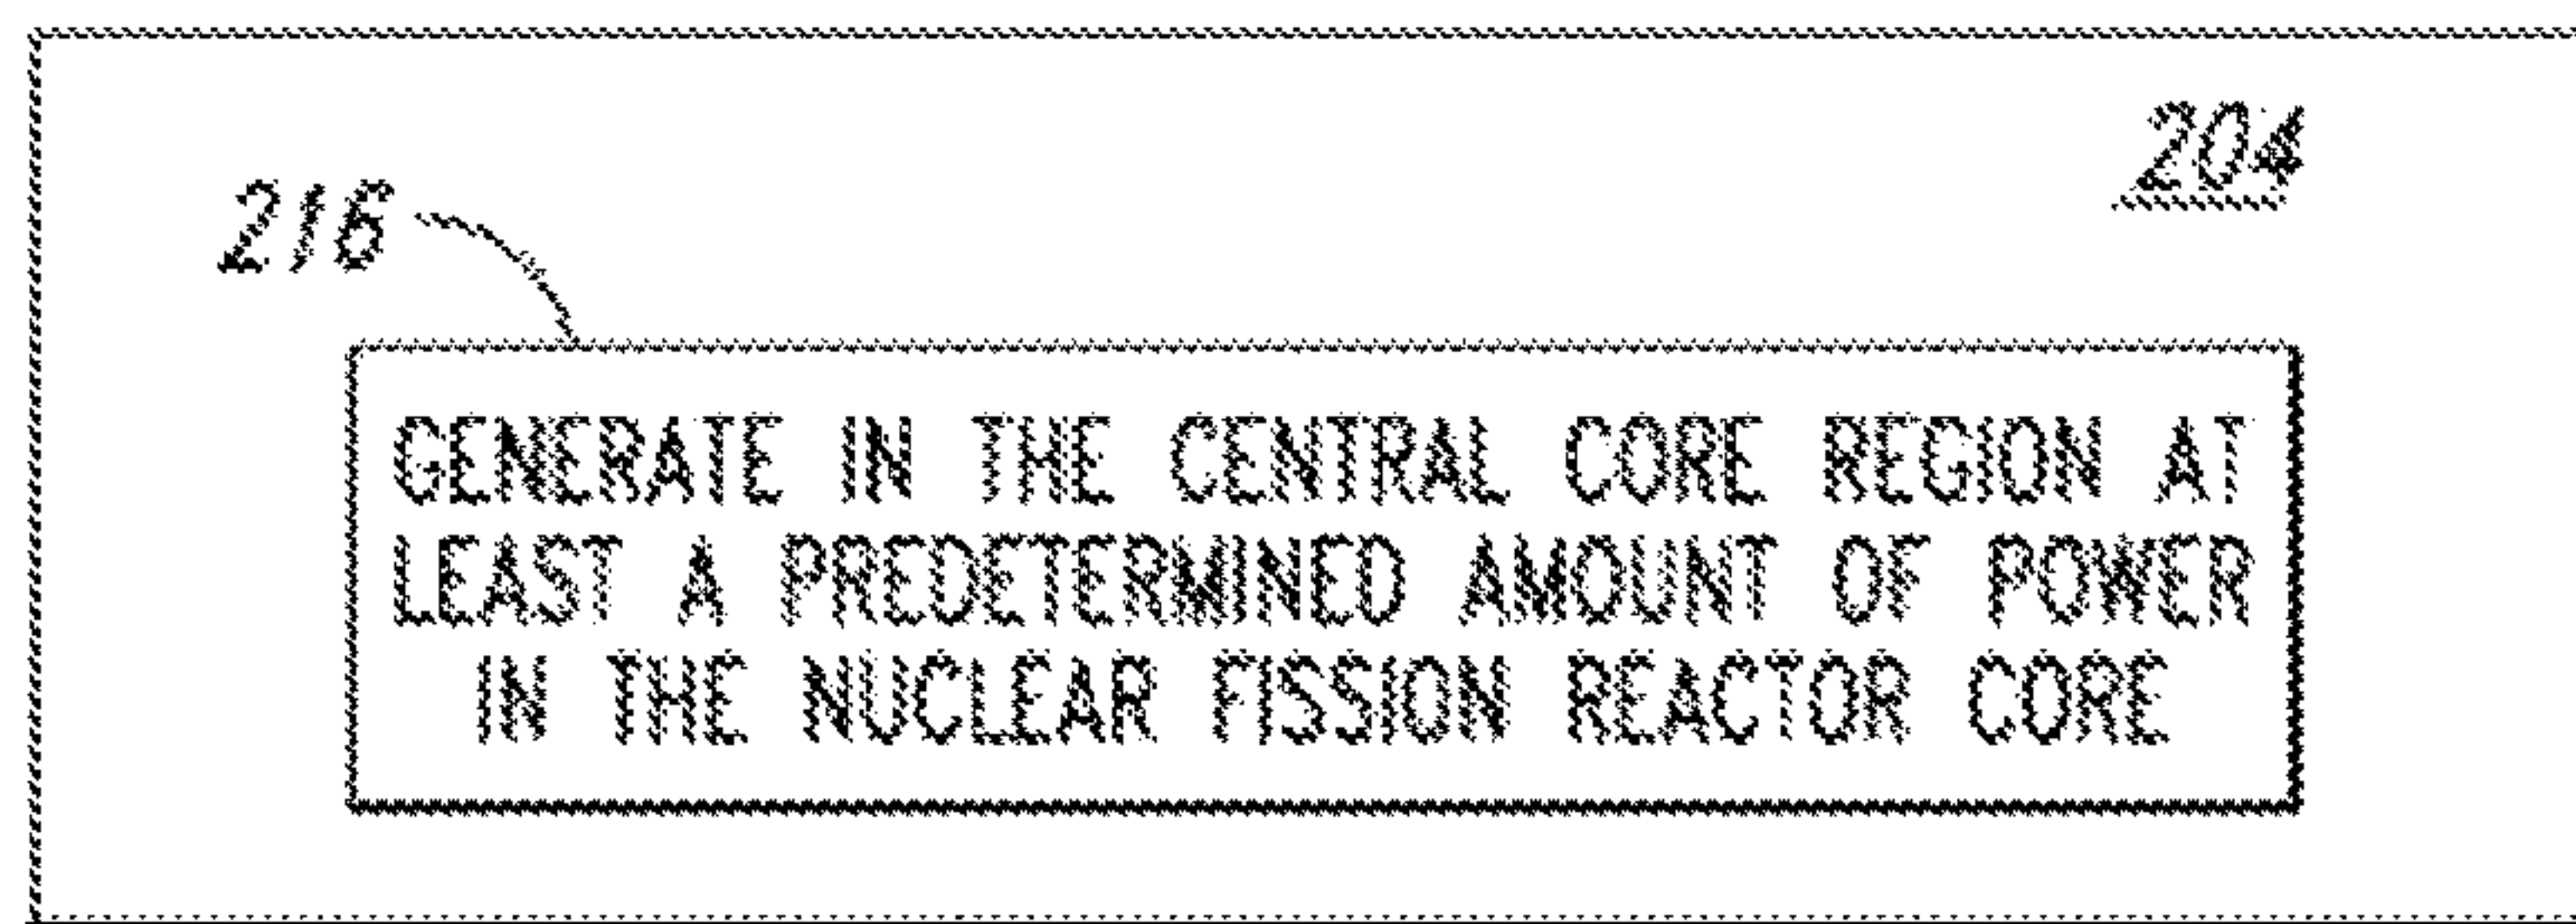 204
216
GENERATE IN THE CENTRAL CORE REGION AT
LEAST A PREDETERMINED AMOUNT OF POWER
IN THE NUCLEAR FISSION REACTOR CORE